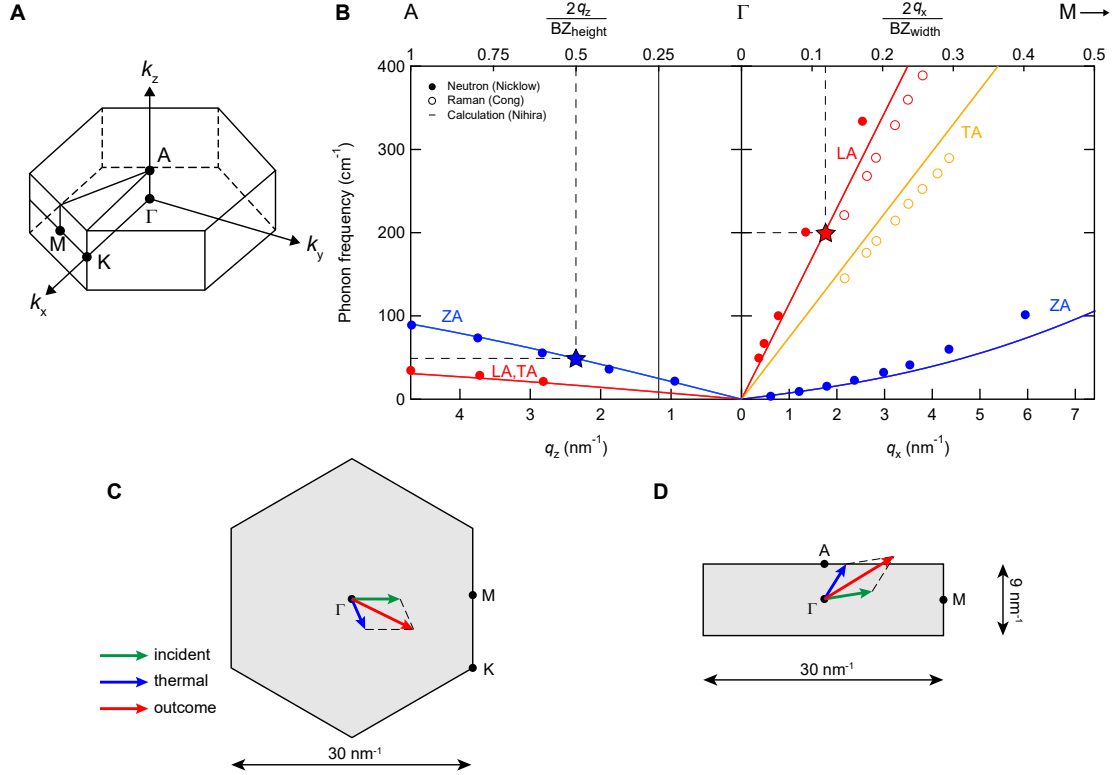 A
k_z
A
Γ
M
K
k_y
k_x
B
A
2q_z
BZ_height
Γ
2q_x
BZ_width
M
1 0.75 0.5 0.25 0 0.1 0.2 0.3 0.4 0.5
Neutron (Nicklow)
Raman (Cong)
Calculation (Nihira)
Phonon frequency (cm⁻¹)
400
300
200
100
0
LA
TA
ZA
LA,TA
ZA
4 3 2 1 0 1 2 3 4 5 6 7
q_z (nm⁻¹)
q_x (nm⁻¹)
C
Γ
M
K
incident
thermal
outcome
30 nm⁻¹
D
A
Γ
M
9 nm⁻¹
30 nm⁻¹